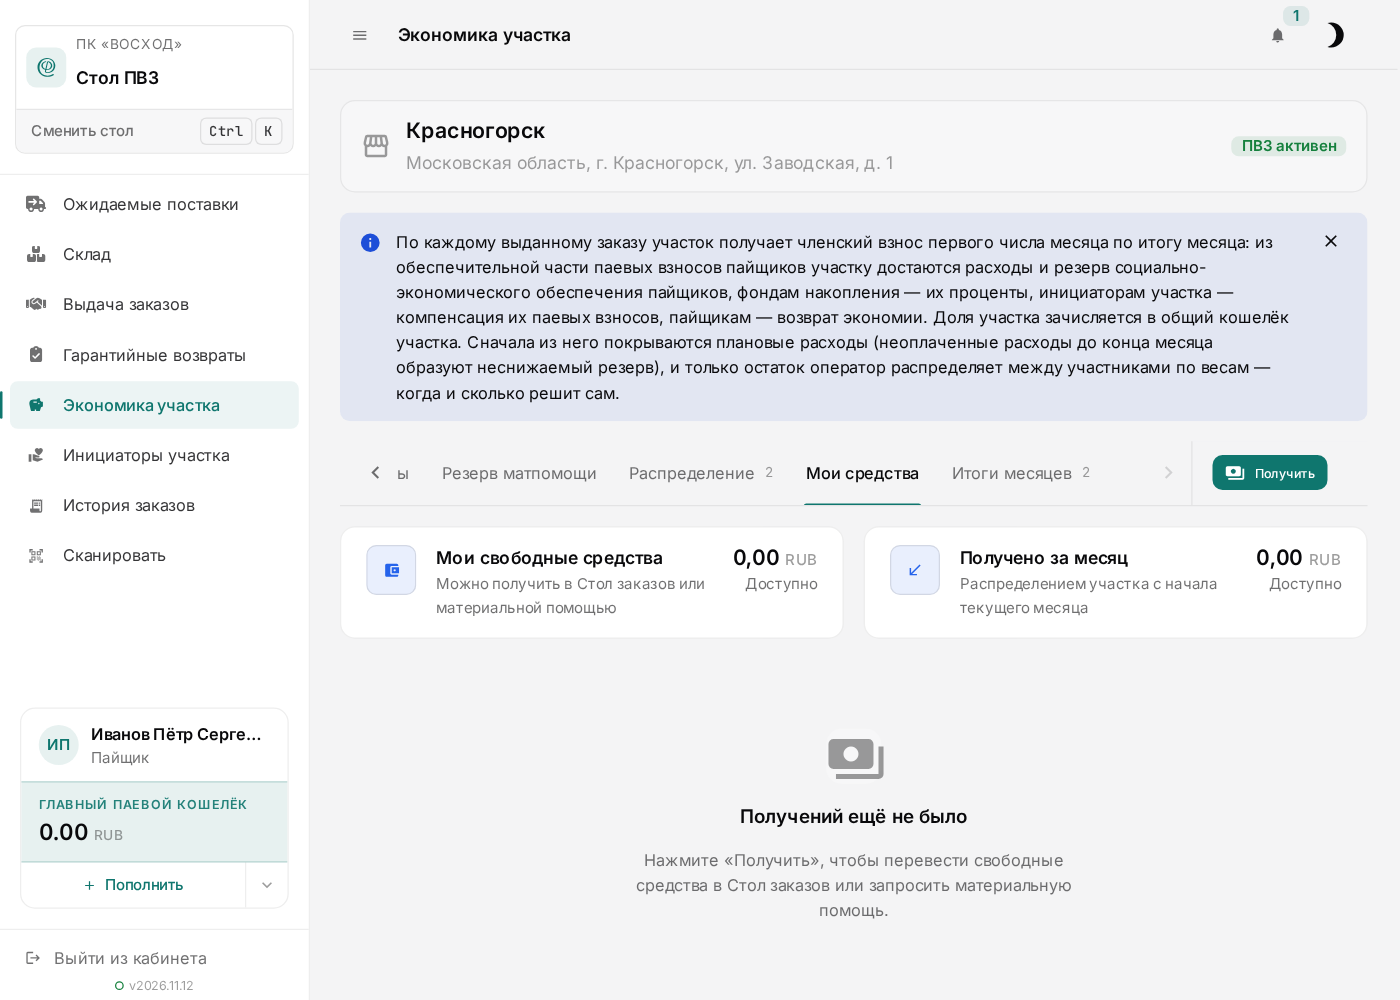 ПК «ВОСХОД»
Стол ПВЗ
Сменить стол Ctrl K
Ожидаемые поставки
Склад
Выдача заказов
Гарантийные возвраты
Экономика участка
Инициаторы участка
История заказов
Сканировать
ИП
Иванов Пётр Серге...
Пайщик
ГЛАВНЫЙ ПАЕВОЙ КОШЕЛЁК
0.00 RUB
+ Пополнить
Выйти из кабинета
v2026.11.12
Экономика участка
1
Красногорск
Московская область, г. Красногорск, ул. Заводская, д. 1
ПВЗ активен
По каждому выданному заказу участок получает членский взнос первого числа месяца по итогу месяца: из
обеспечительной части паевых взносов пайщиков участку достаются расходы и резерв социально-
экономического обеспечения пайщиков, фондам накопления — их проценты, инициаторам участка —
компенсация их паевых взносов, пайщикам — возврат экономии. Доля участка зачисляется в общий кошелёк
участка. Сначала из него покрываются плановые расходы (неоплаченные расходы до конца месяца
образуют неснижаемый резерв), и только остаток оператор распределяет между участниками по весам —
когда и сколько решит сам.
ы Резерв матпомощи Распределение 2 Мои средства Итоги месяцев 2 Получить
Мои свободные средства 0,00 RUB
Можно получить в Стол заказов или Доступно
материальной помощью
Получено за месяц 0,00 RUB
Распределением участка с начала Доступно
текущего месяца
Получений ещё не было
Нажмите «Получить», чтобы перевести свободные
средства в Стол заказов или запросить материальную
помощь.